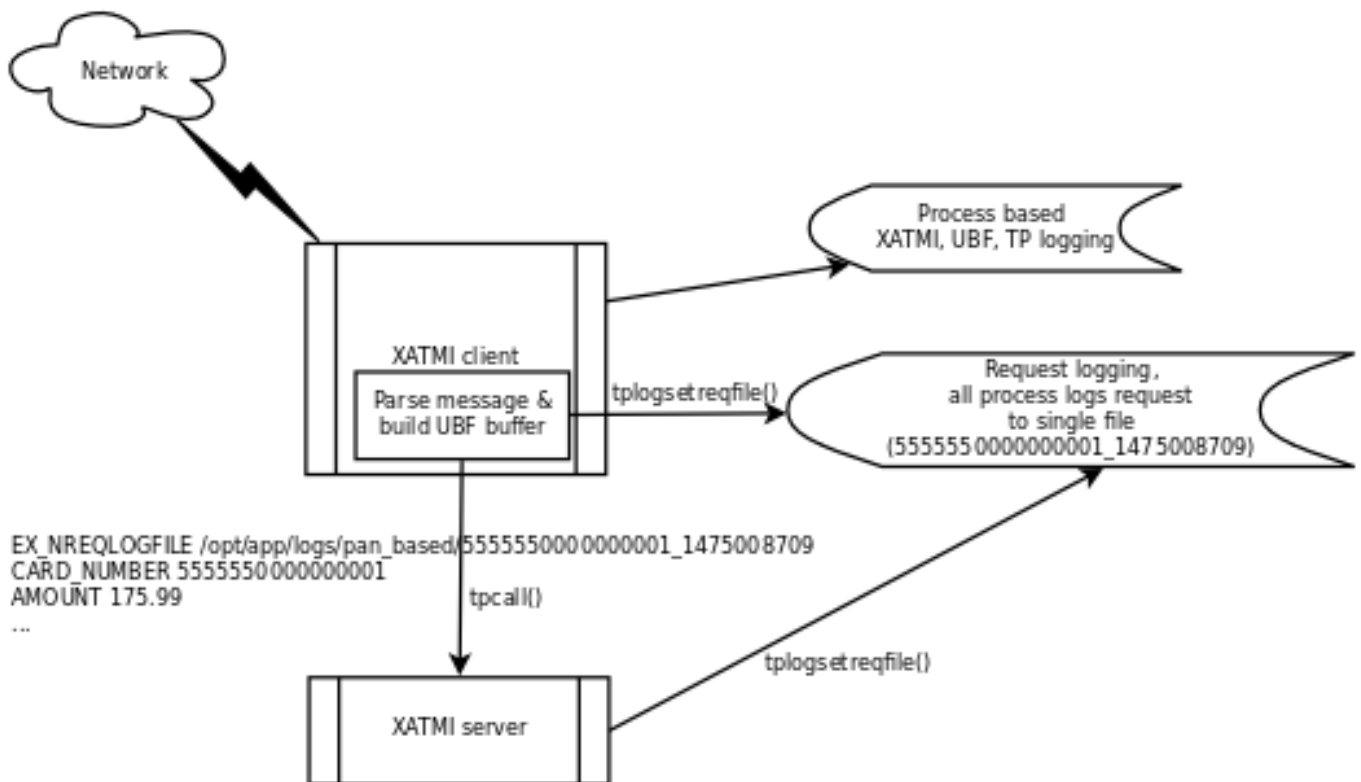 Network
Process based
XATMI, UBF, TP logging
XATMI client
Parse message &
build UBF buffer
tplogsetreqfile()
Request logging,
all process logs request
to single file
(5555550000000001_1475008709)
EX_NREQLOGFILE /opt/app/logs/pan_based/5555550000000001_1475008709
CARD_NUMBER 5555550000000001
AMOUNT 175.99
...
tpcall()
tplogsetreqfile()
XATMI server